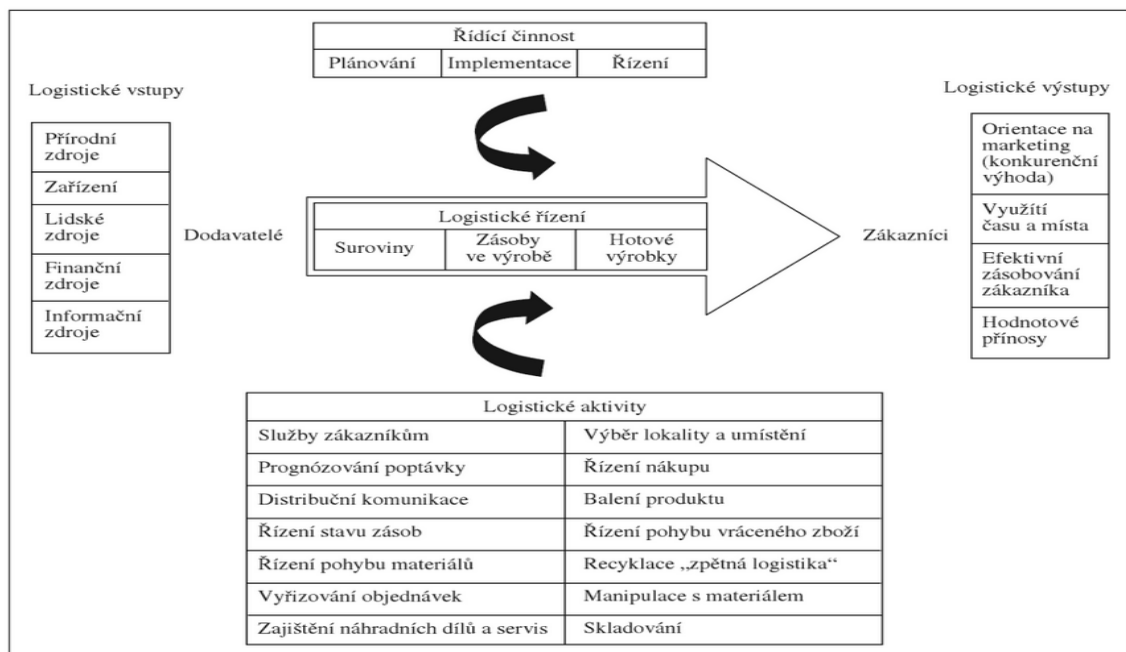 Řídící činnost
Plánování Implementace Řízení
Logistické vstupy
Přírodní
zdroje
Zařízení
Lidské
zdroje
Finanční
zdroje
Informační
zdroje
Dodavatelé
Logistické řízení
Suroviny
Zásoby
ve výrobě
Hotové
výrobky
Zákazníci
Logistické výstupy
Orientace na
marketing
(konkurenční
výhoda)
Využítí
času a místa
Efektivní
zásobování
zákazníka
Hodnotové
přínosy
Logistické aktivity
Služby zákazníkům Výběr lokality a umístění
Prognózování poptávky Řízení nákupu
Distribuční komunikace Balení produktu
Řízení stavu zásob Řízení pohybu vráceného zboží
Řízení pohybu materiálů Recyklace „zpětná logistika“
Vyřizování objednávek Manipulace s materiálem
Zajištění náhradních dílů a servis Skladování